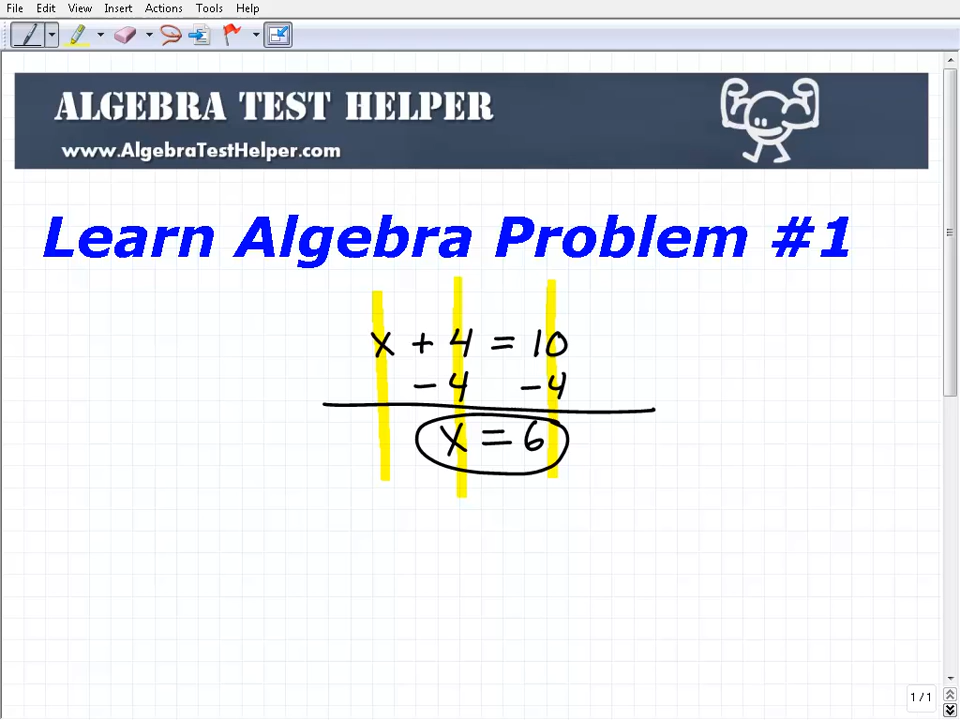 File Edit View Insert Actions Tools Help
ALGEBRA TEST HELPER
www.AlgebraTestHelper.com
Learn Algebra Problem #1
x + 4 = 10
- 4 - 4
x = 6
1 / 1